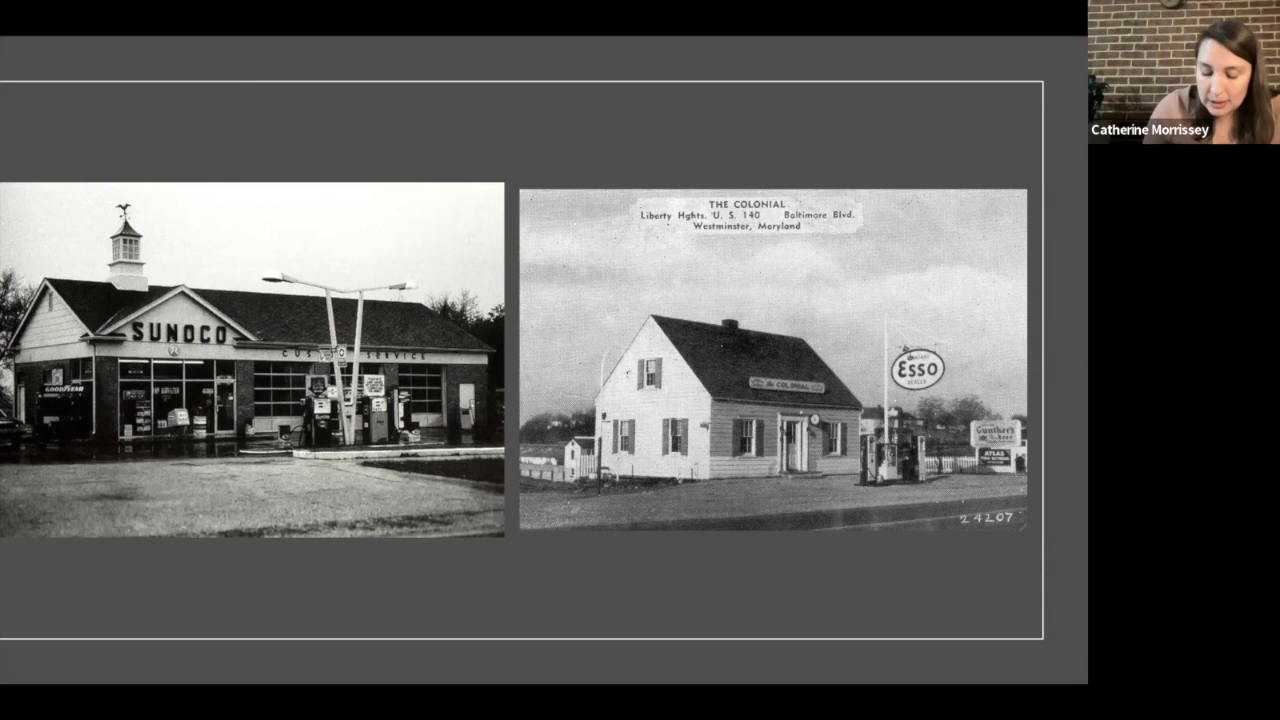 SUNOCO
GOODYEAR
THE COLONIAL
Liberty Hghts. U. S. 140 Baltimore Blvd.
Westminster, Maryland
The COLONIAL
Esso
DEALER
Gunther's
Beer
ATLAS
24207
Catherine Morrissey